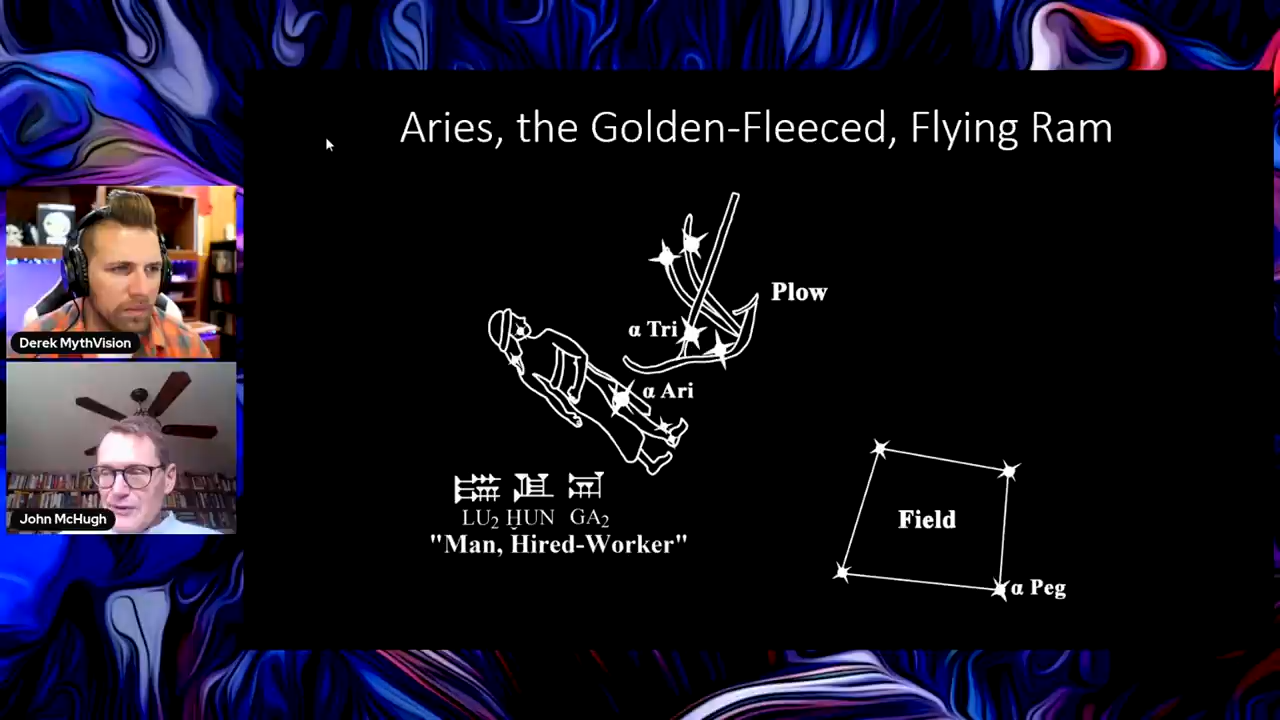 Aries, the Golden-Fleeced, Flying Ram
Plow
α Tri
α Ari
𒇽 𒂠 𒂷
LU₂ ḪUN GA₂
"Man, Hired-Worker"
Field
α Peg
Derek MythVision
John McHugh